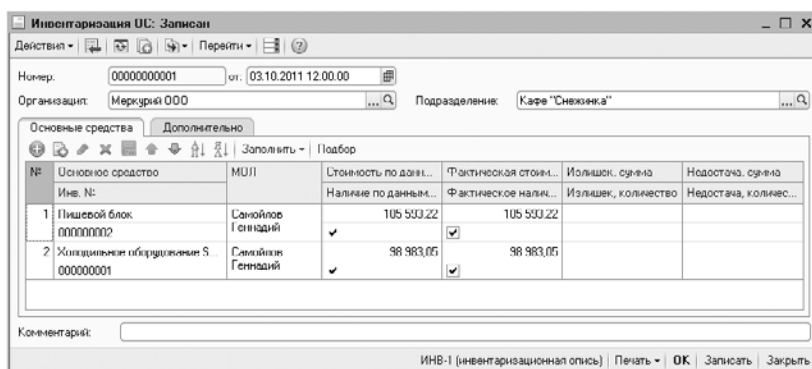 Инвентаризация ОС: Записан
Действия Перейти
Номер: 00000000001 от: 03.10.2011 12.00.00
Организация: Меркурий ООО ... Подразделение: Кафе "Снежинка" ...
Основные средства Дополнительно
Заполнить Подбор
№ Основное средство МОЛ Стоимость по данн... Фактическая стоим... Излишек, сумма Недостача, сумма
Инв. № Наличие по данным... Фактическое налич... Излишек, количество Недостача, количес...
1 Пищевой блок Самойлов 105 593,22 105 593,22
000000002 Геннадий
2 Холодильное оборудование S... Самойлов 98 983,05 98 983,05
000000001 Геннадий
Комментарий:
ИНВ-1 (инвентаризационная опись) Печать OK Записать Закрыть